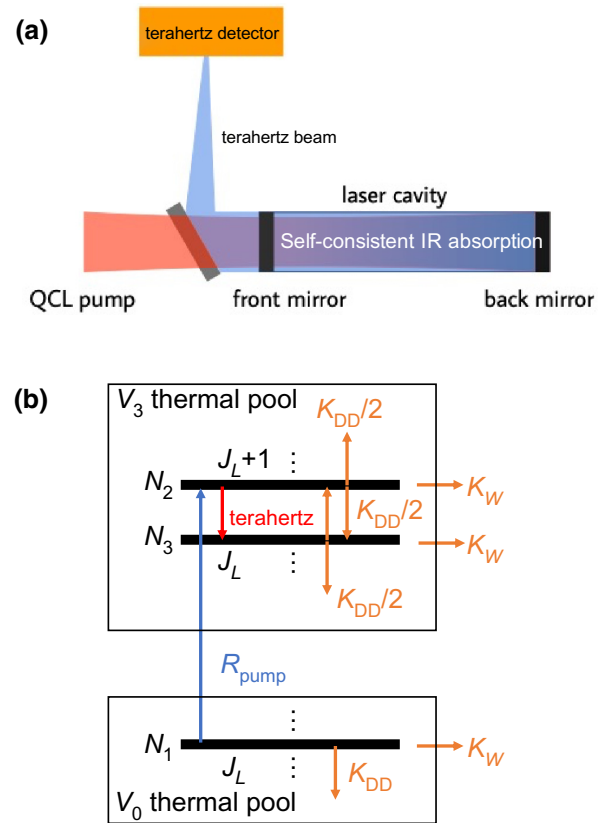 (a)
terahertz detector
terahertz beam
laser cavity
Self-consistent IR absorption
QCL pump
front mirror
back mirror
(b)
V3 thermal pool
KDD/2
JL+1
N2
KW
terahertz
KDD/2
N3
KW
JL
KDD/2
Rpump
N1
KW
JL
KDD
V0 thermal pool